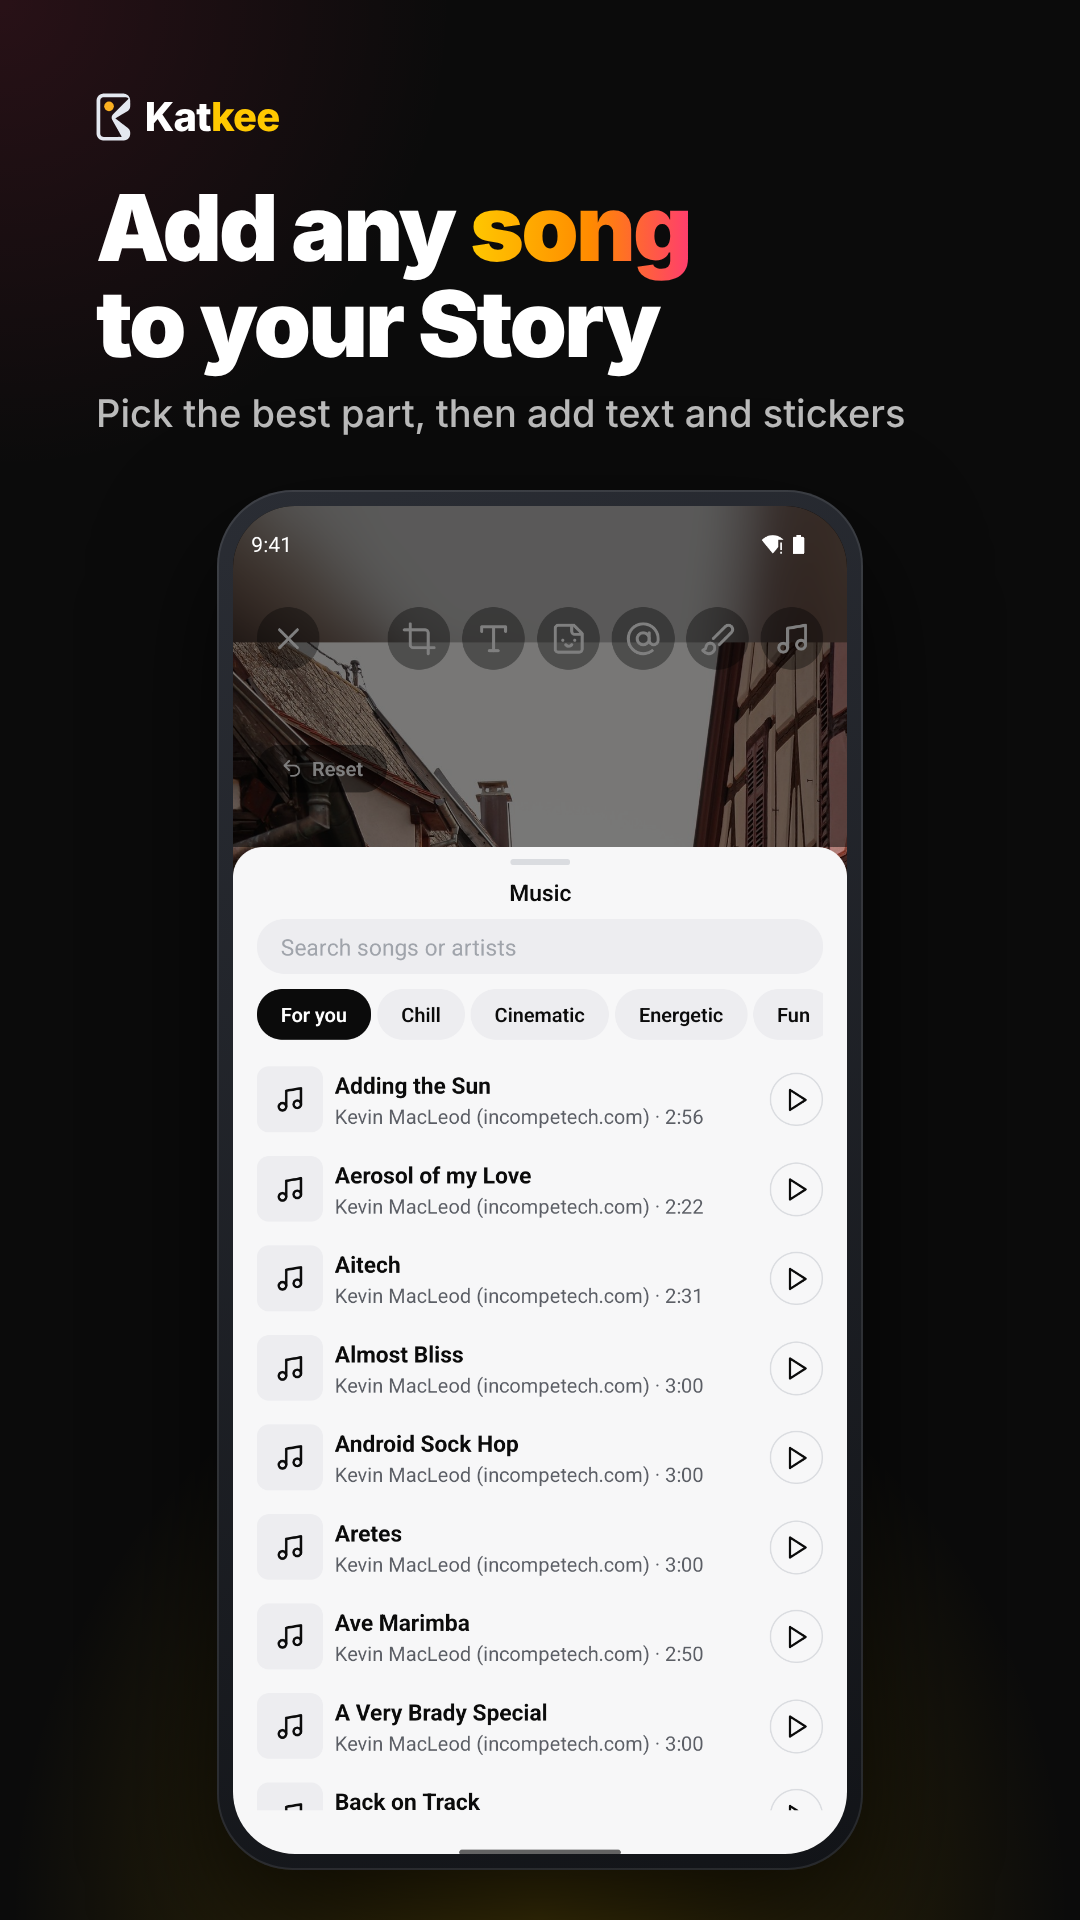 Katkee
Add any song
to your Story
Pick the best part, then add text and stickers
9:41
Reset
Music
Search songs or artists
For you
Chill
Cinematic
Energetic
Fun
Adding the Sun
Kevin MacLeod (incompetech.com) · 2:56
Aerosol of my Love
Kevin MacLeod (incompetech.com) · 2:22
Aitech
Kevin MacLeod (incompetech.com) · 2:31
Almost Bliss
Kevin MacLeod (incompetech.com) · 3:00
Android Sock Hop
Kevin MacLeod (incompetech.com) · 3:00
Aretes
Kevin MacLeod (incompetech.com) · 3:00
Ave Marimba
Kevin MacLeod (incompetech.com) · 2:50
A Very Brady Special
Kevin MacLeod (incompetech.com) · 3:00
Back on Track